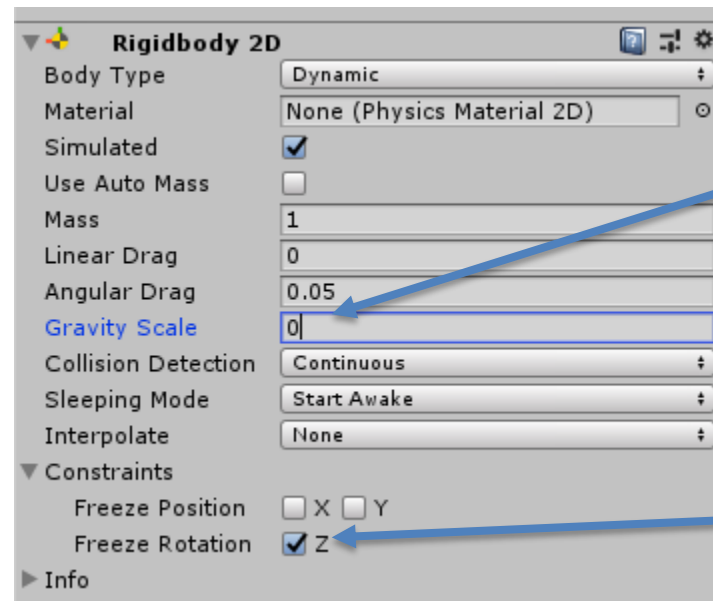 Rigidbody 2D
Body Type Dynamic
Material None (Physics Material 2D)
Simulated
Use Auto Mass
Mass 1
Linear Drag 0
Angular Drag 0.05
Gravity Scale 0
Collision Detection Continuous
Sleeping Mode Start Awake
Interpolate None
Constraints
Freeze Position X Y
Freeze Rotation Z
Info